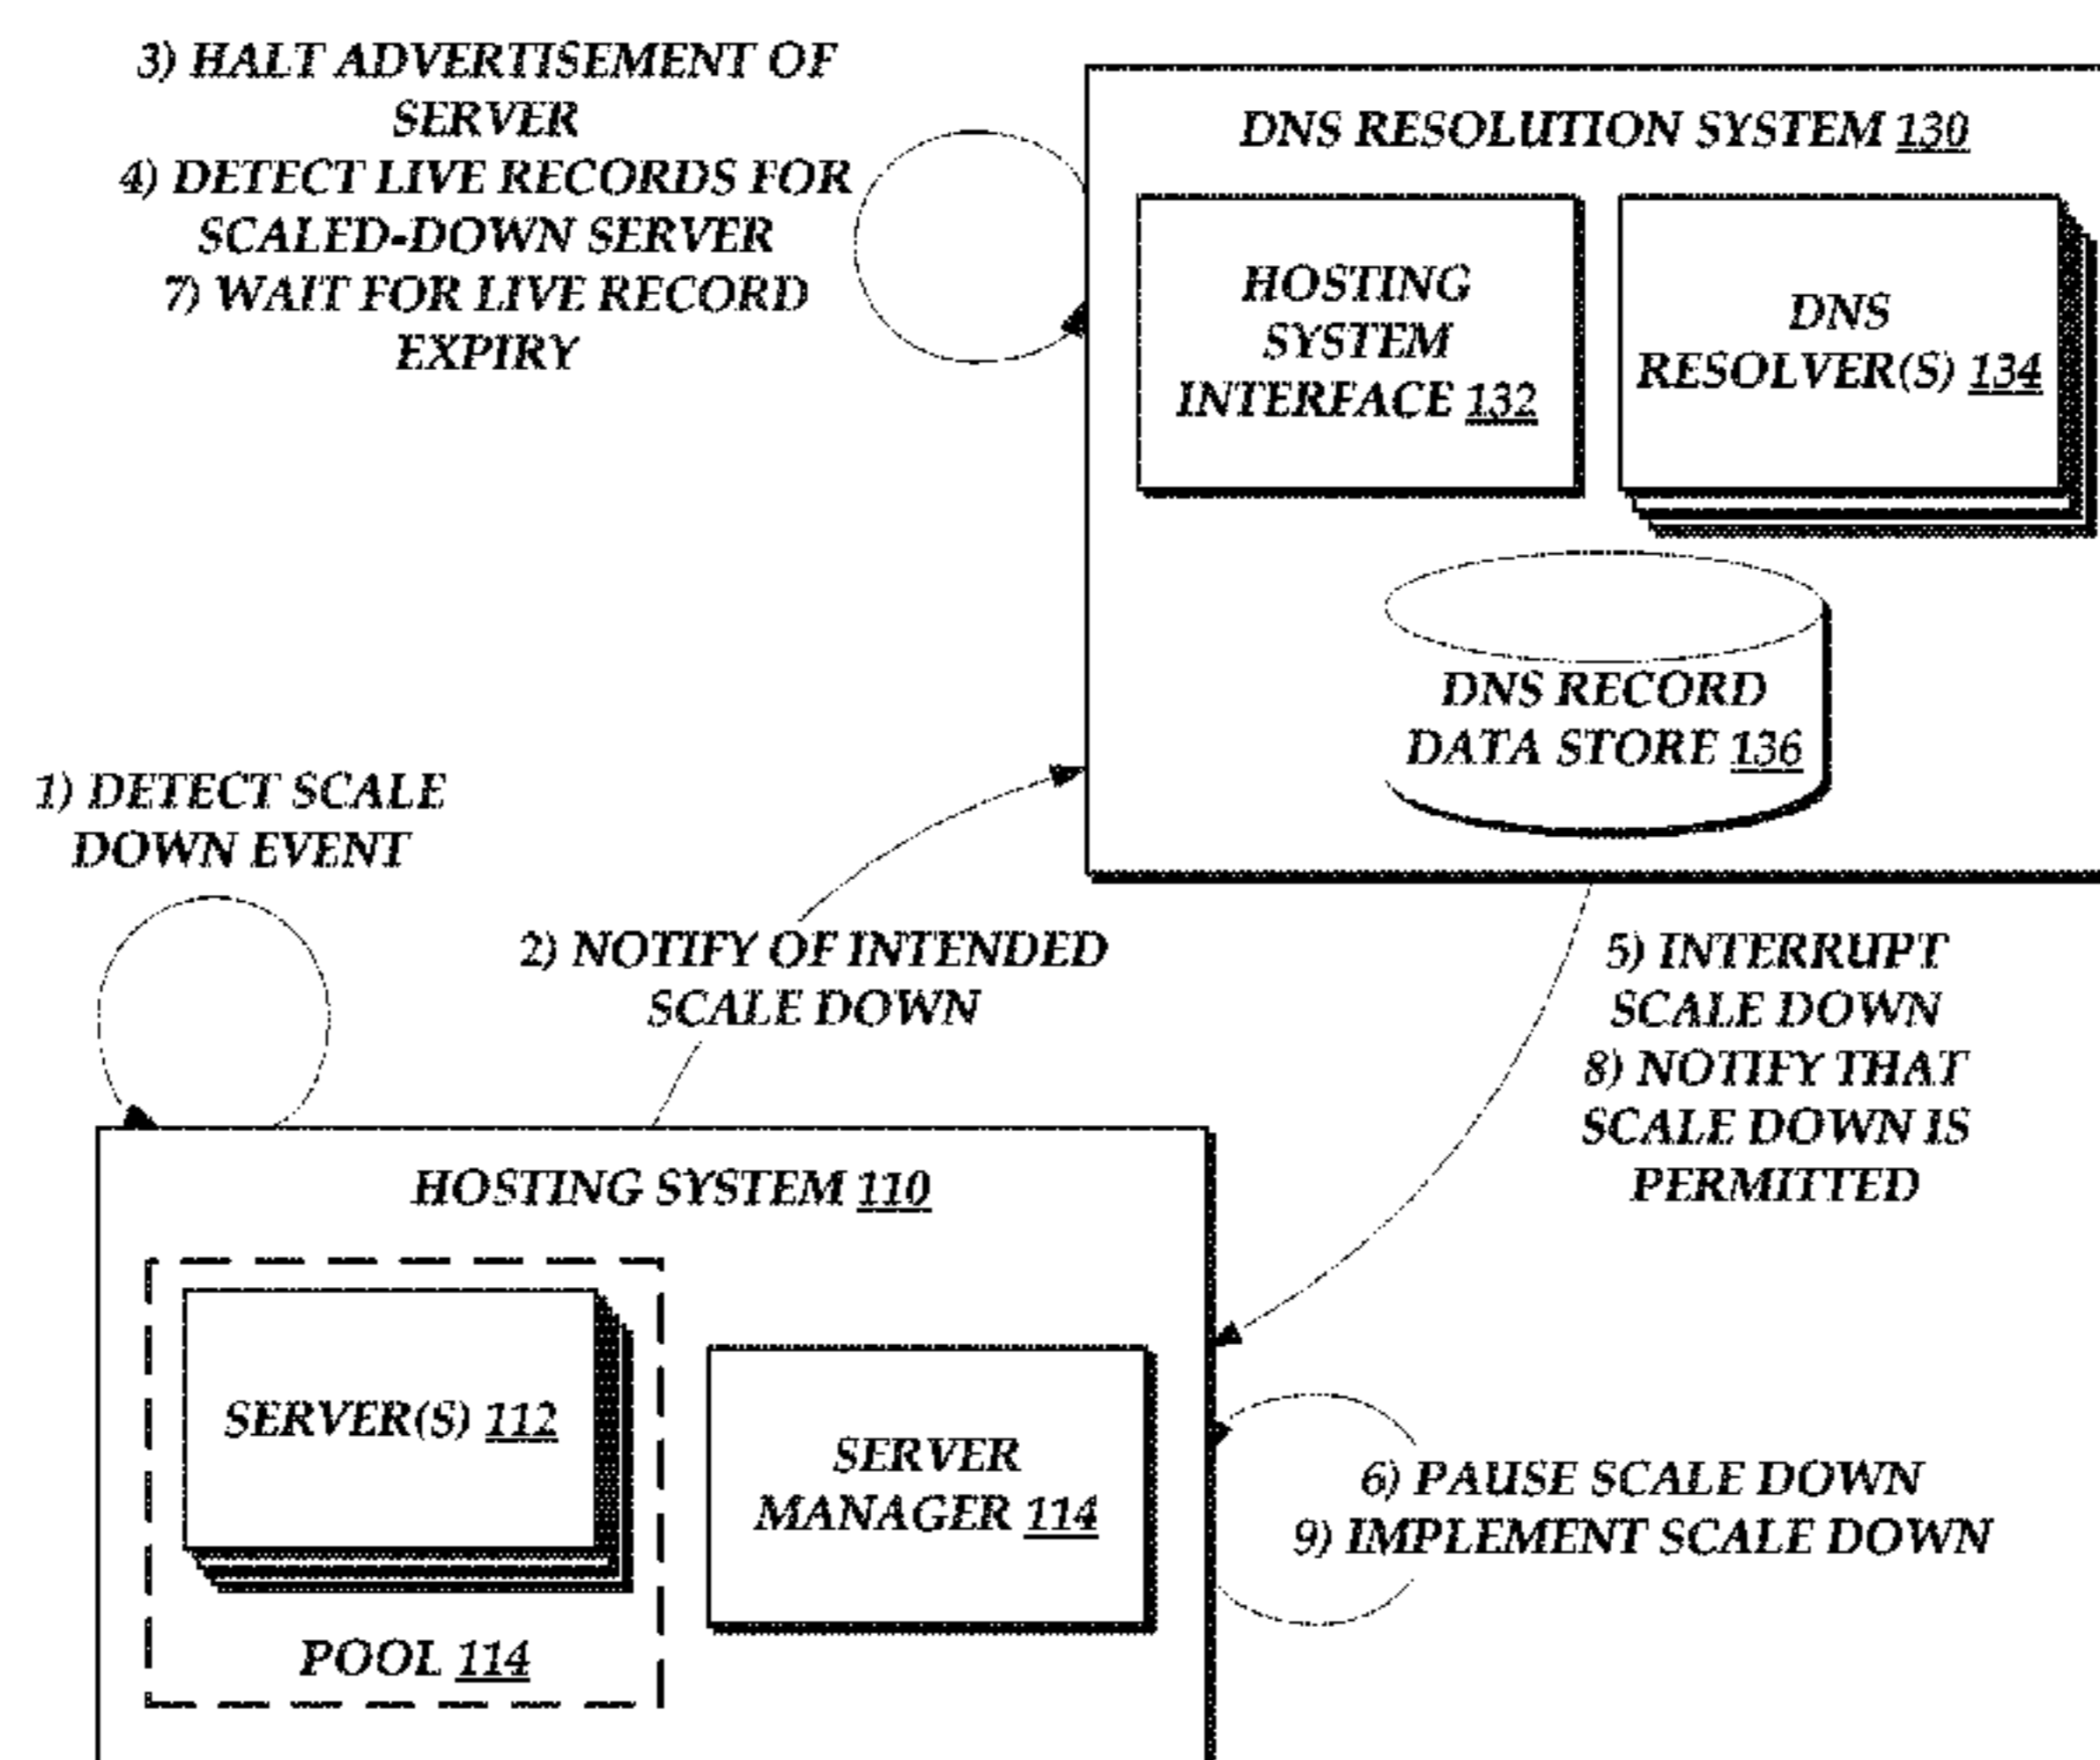 3) HALT ADVERTISEMENT OF
SERVER
4) DETECT LIVE RECORDS FOR
SCALED-DOWN SERVER
7) WAIT FOR LIVE RECORD
EXPIRY
DNS RESOLUTION SYSTEM 130
HOSTING
SYSTEM
INTERFACE 132
DNS
RESOLVER(S) 134
DNS RECORD
DATA STORE 136
1) DETECT SCALE
DOWN EVENT
2) NOTIFY OF INTENDED
SCALE DOWN
5) INTERRUPT
SCALE DOWN
8) NOTIFY THAT
SCALE DOWN IS
PERMITTED
HOSTING SYSTEM 110
SERVER(S) 112
POOL 114
SERVER
MANAGER 114
6) PAUSE SCALE DOWN
9) IMPLEMENT SCALE DOWN